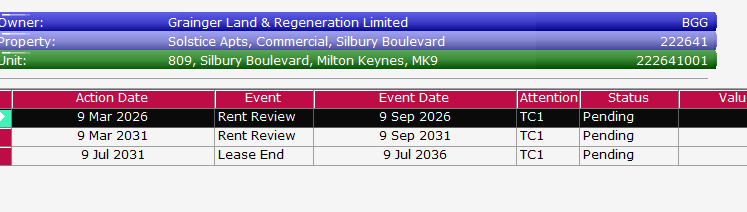 Owner: Grainger Land & Regeneration Limited BGG
Property: Solstice Apts, Commercial, Silbury Boulevard 222641
Unit: 809, Silbury Boulevard, Milton Keynes, MK9 222641001
Action Date Event Event Date Attention Status Valu
9 Mar 2026 Rent Review 9 Sep 2026 TC1 Pending
9 Mar 2031 Rent Review 9 Sep 2031 TC1 Pending
9 Jul 2031 Lease End 9 Jul 2036 TC1 Pending